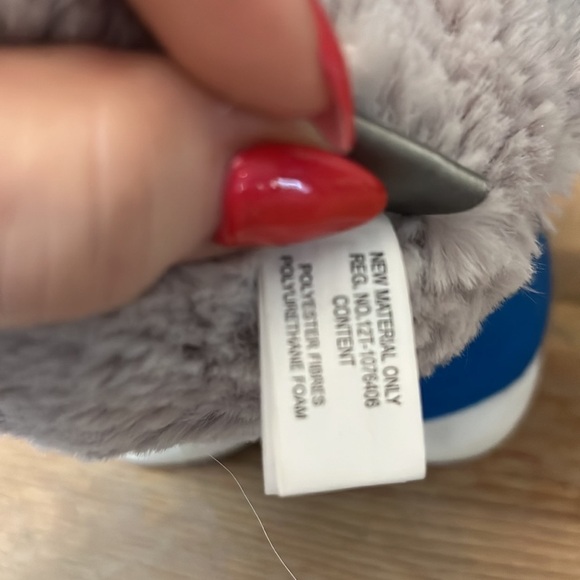 NEW MATERIAL ONLY
REG. NO.12T-1076406
CONTENT
POLYESTER FIBRES
POLYURETHANE FOAM